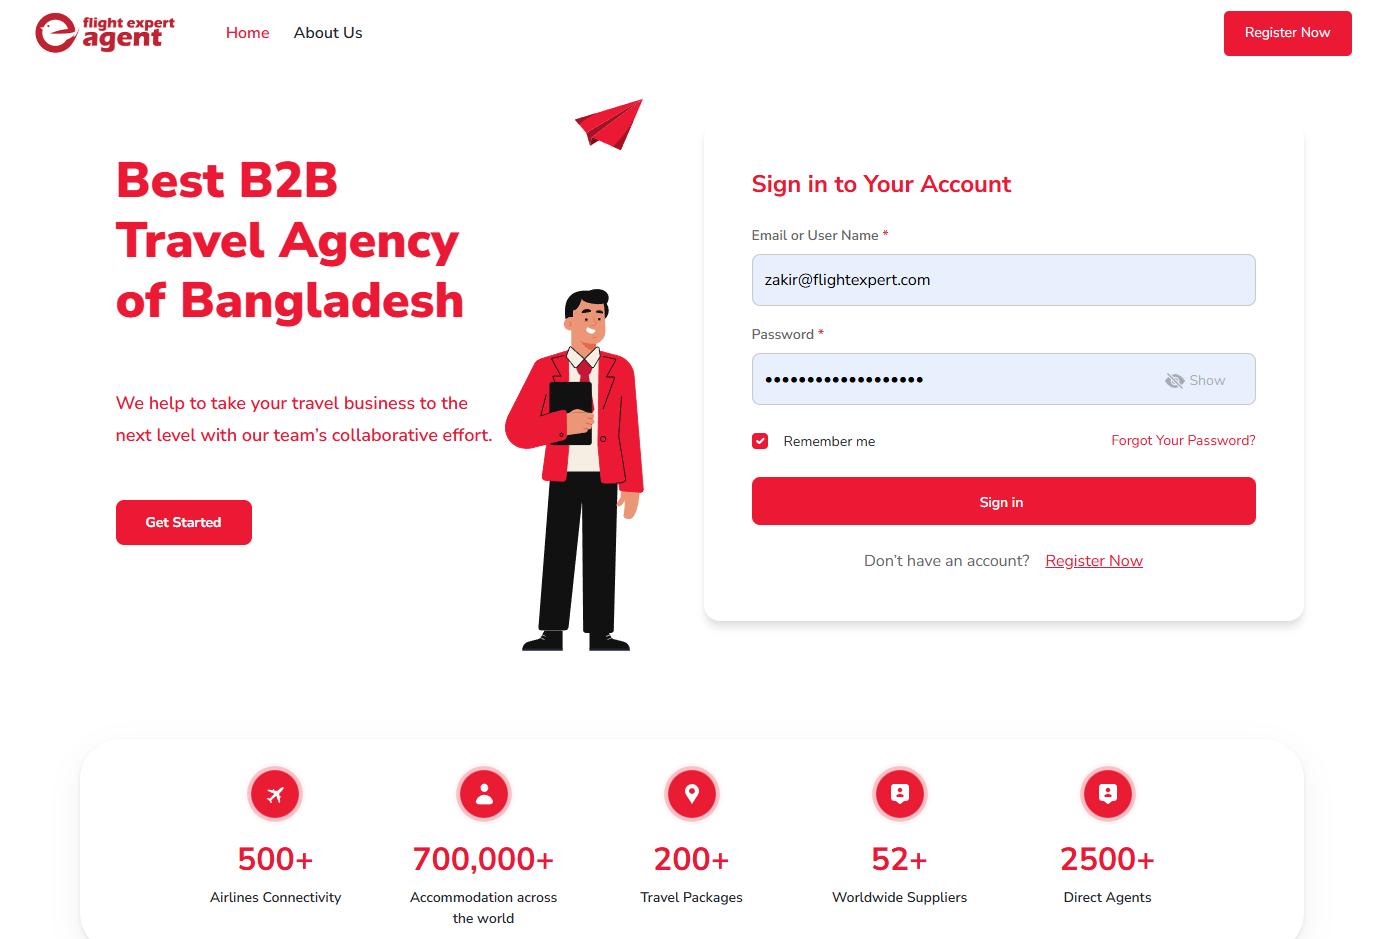 flight expert
agent
Home
About Us
Register Now
Best B2B
Travel Agency
of Bangladesh
We help to take your travel business to the
next level with our team's collaborative effort.
Get Started
Sign in to Your Account
Email or User Name *
zakir@flightexpert.com
Password *
•••••••••••••••••••
Show
Remember me
Forgot Your Password?
Sign in
Don't have an account? Register Now
500+
Airlines Connectivity
700,000+
Accommodation across
the world
200+
Travel Packages
52+
Worldwide Suppliers
2500+
Direct Agents